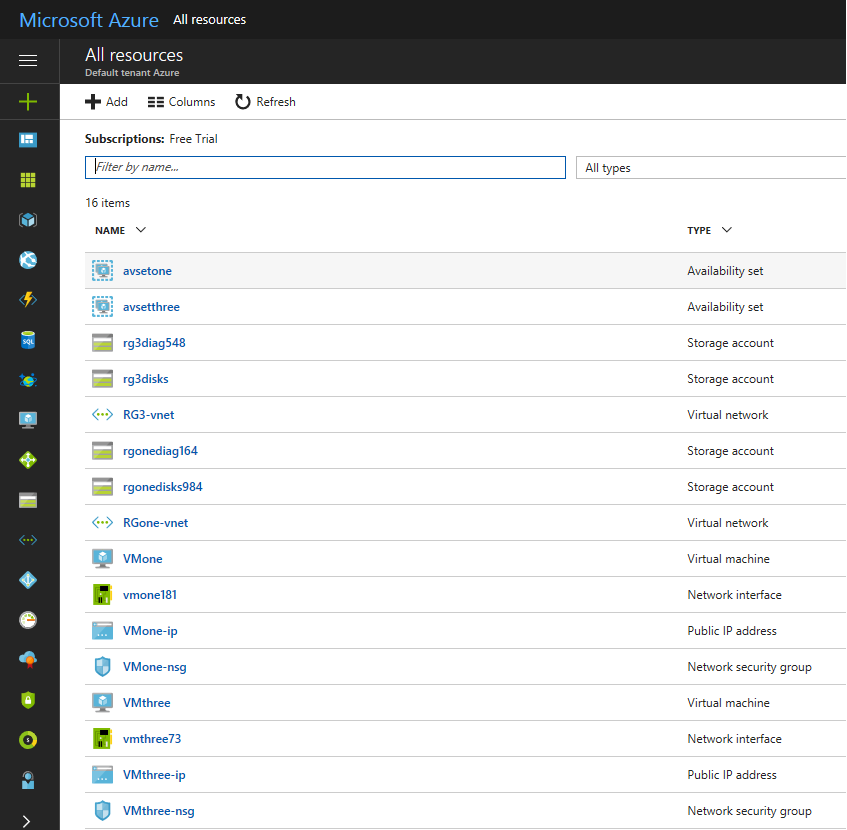 Microsoft Azure All resources
All resources
Default tenant Azure
Add Columns Refresh
Subscriptions: Free Trial
Filter by name... All types
16 items
NAME TYPE
avsetone Availability set
avsetthree Availability set
rg3diag548 Storage account
rg3disks Storage account
RG3-vnet Virtual network
rgonediag164 Storage account
rgonedisks984 Storage account
RGone-vnet Virtual network
VMone Virtual machine
vmone181 Network interface
VMone-ip Public IP address
VMone-nsg Network security group
VMthree Virtual machine
vmthree73 Network interface
VMthree-ip Public IP address
VMthree-nsg Network security group
SQL